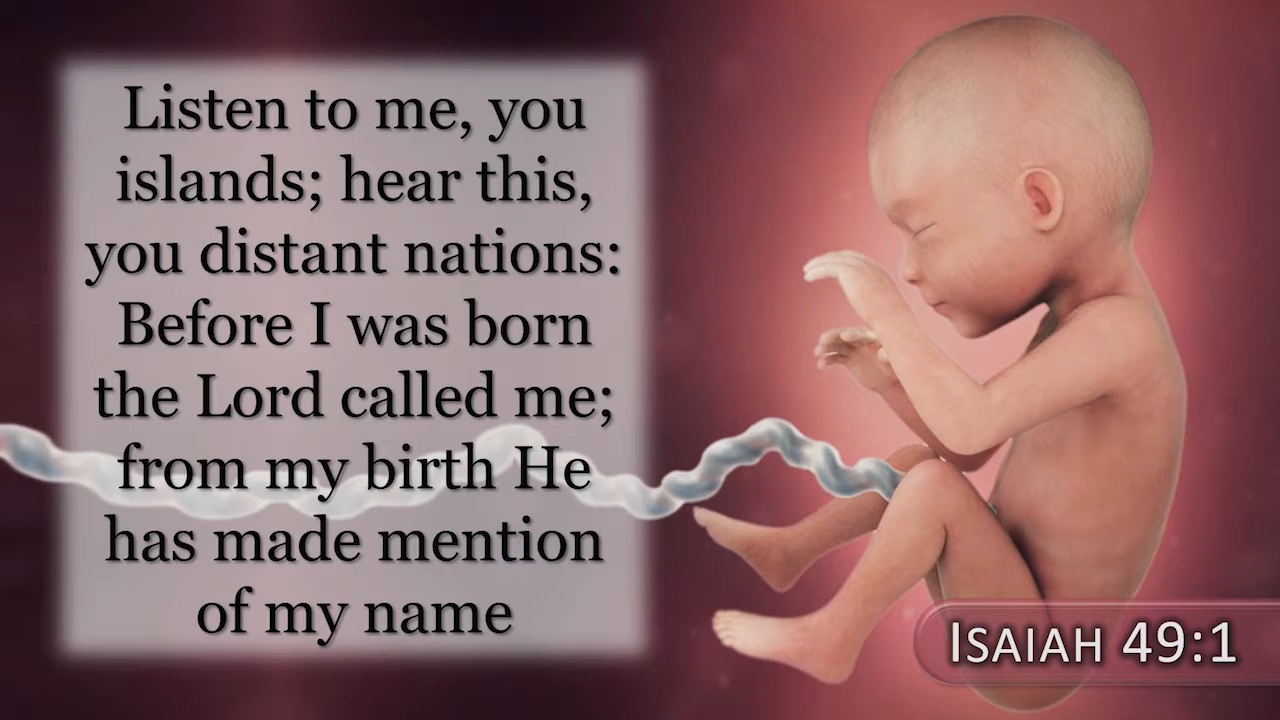 Listen to me, you
islands; hear this,
you distant nations:
Before I was born
the Lord called me;
from my birth He
has made mention
of my name
ISAIAH 49:1